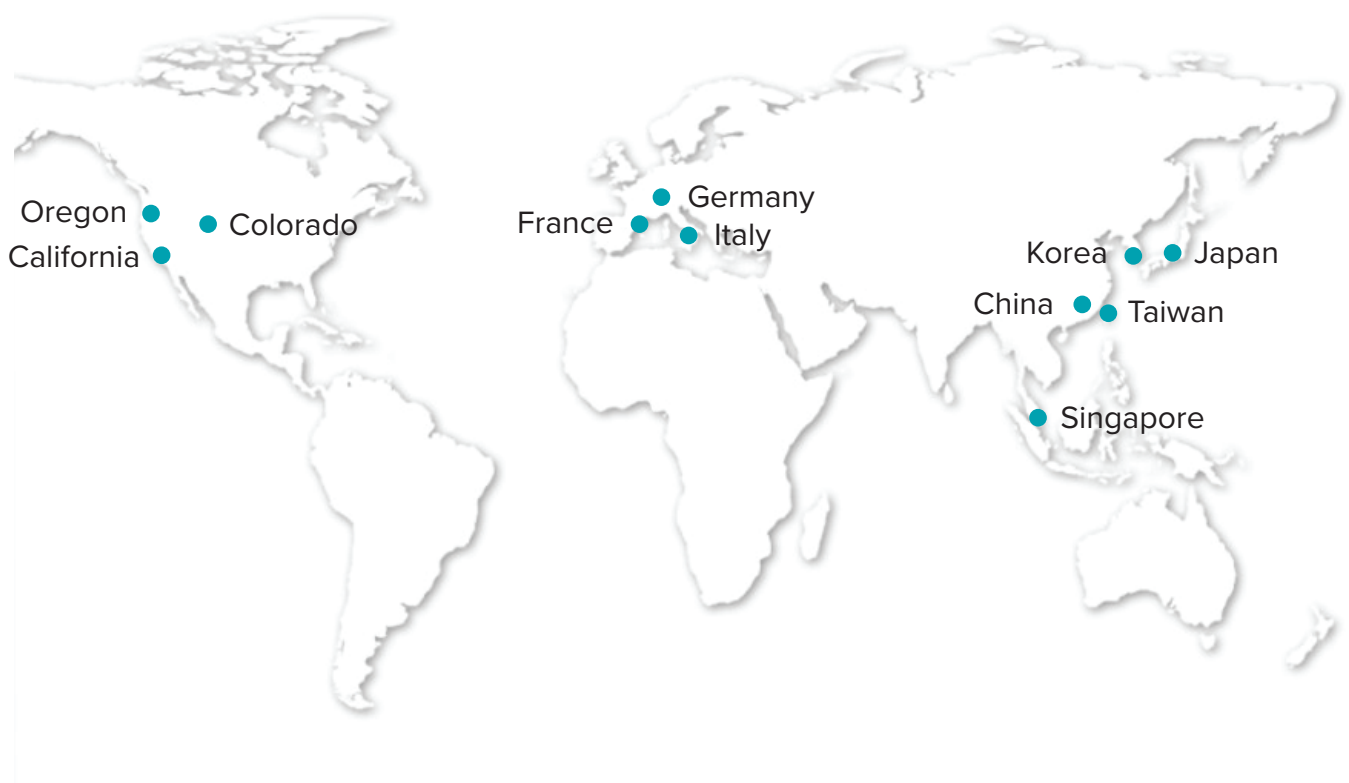 Oregon
Colorado
California
Germany
France
Italy
Korea
Japan
China
Taiwan
Singapore